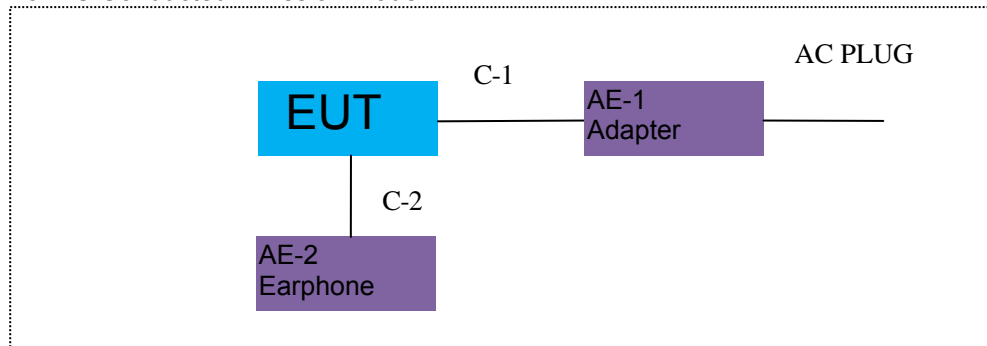 AC PLUG
C-1
EUT
AE-1
Adapter
C-2
AE-2
Earphone